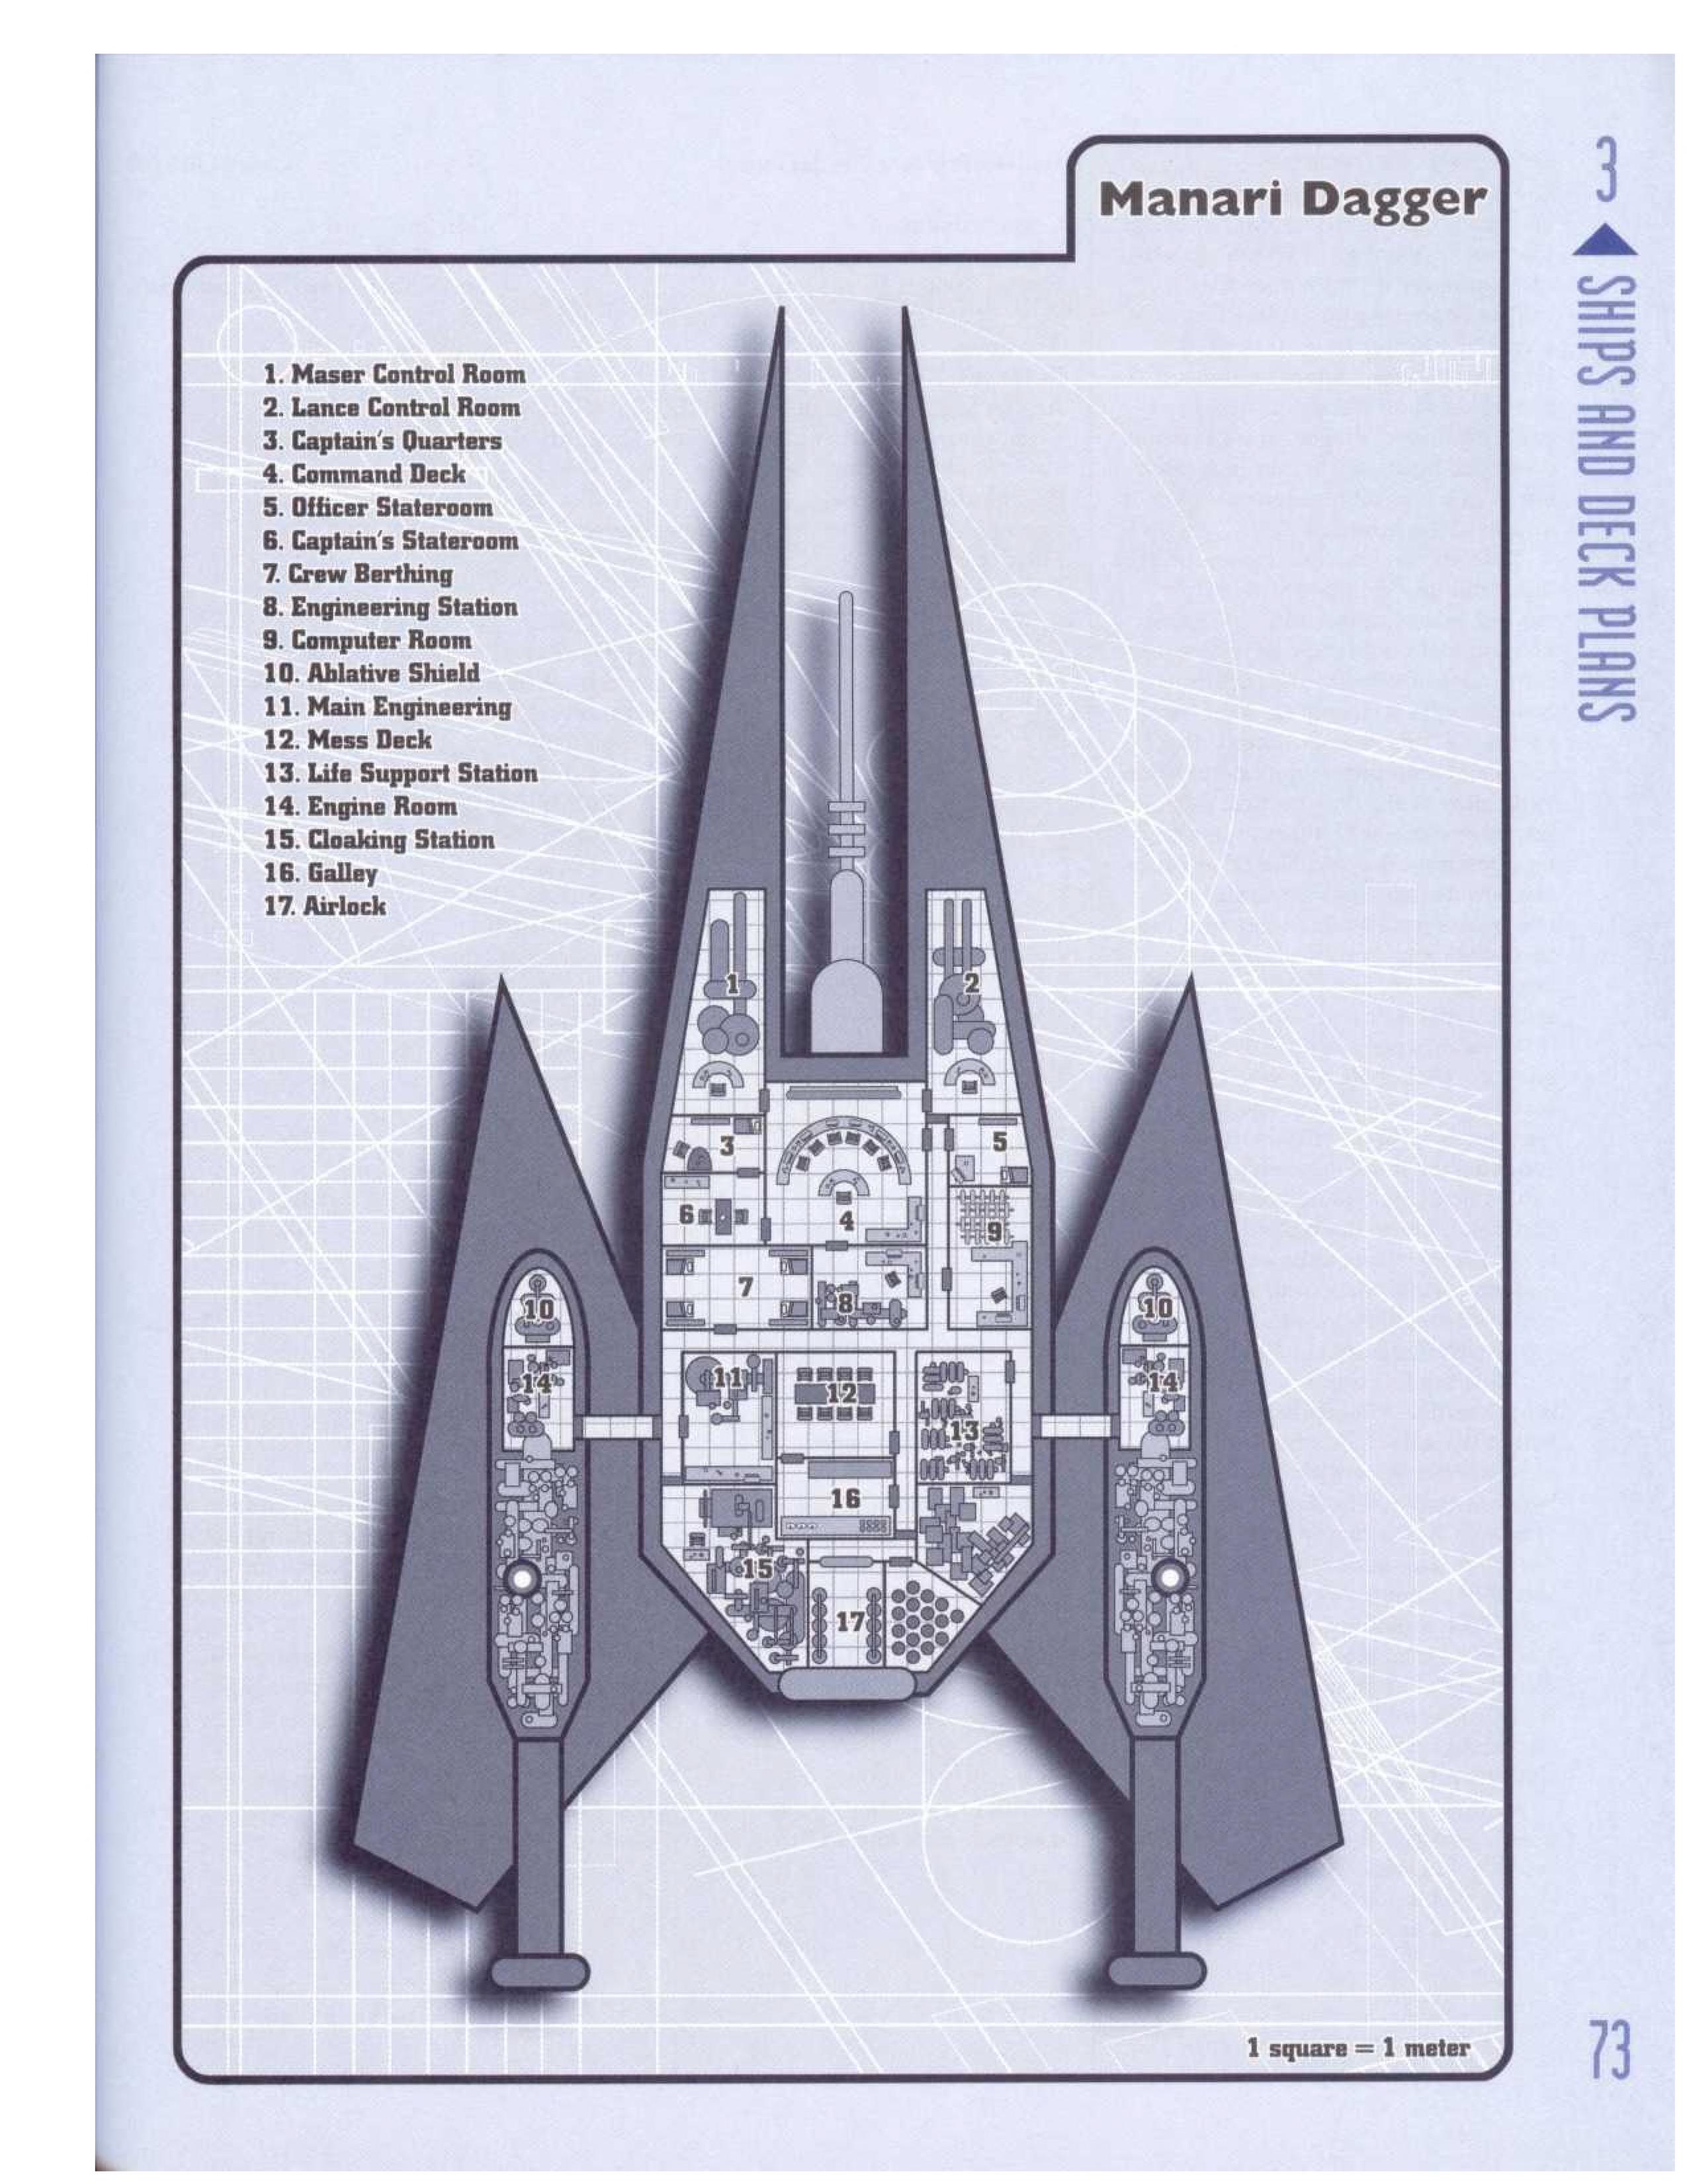 Manari Dagger
3 SHIPS AND DECK PLANS
1. Maser Control Room
2. Lance Control Room
3. Captain's Quarters
4. Command Deck
5. Officer Stateroom
6. Captain's Stateroom
7. Crew Berthing
8. Engineering Station
9. Computer Room
10. Ablative Shield
11. Main Engineering
12. Mess Deck
13. Life Support Station
14. Engine Room
15. Cloaking Station
16. Galley
17. Airlock
1
2
3
5
6
4
9
7
8
10
10
11
12
14
14
13
16
15
17
1 square = 1 meter
73